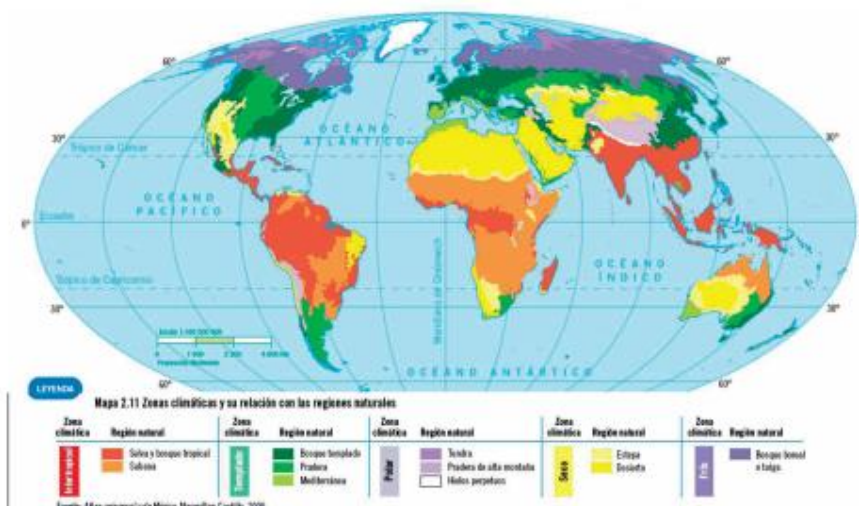 60°
60°
30°
30°
OCÉANO
ATLÁNTICO
Trópico de Cáncer
OCÉANO
PACÍFICO
Ecuador
0°
0°
Meridiano de Greenwich
OCÉANO
ÍNDICO
Trópico de Capricornio
30°
30°
OCÉANO ANTÁRTICO
60°
60°
LEYENDA
Mapa 2.11 Zonas climáticas y su relación con las regiones naturales
Zona climática Región natural
Intertropical
Selva y bosque tropical
Sabana
Zona climática Región natural
Templada
Bosque templado
Pradera
Mediterránea
Zona climática Región natural
Polar
Tundra
Pradera de alta montaña
Hielos perpetuos
Zona climática Región natural
Seca
Estepa
Desierto
Zona climática Región natural
Fría
Bosque boreal o taiga